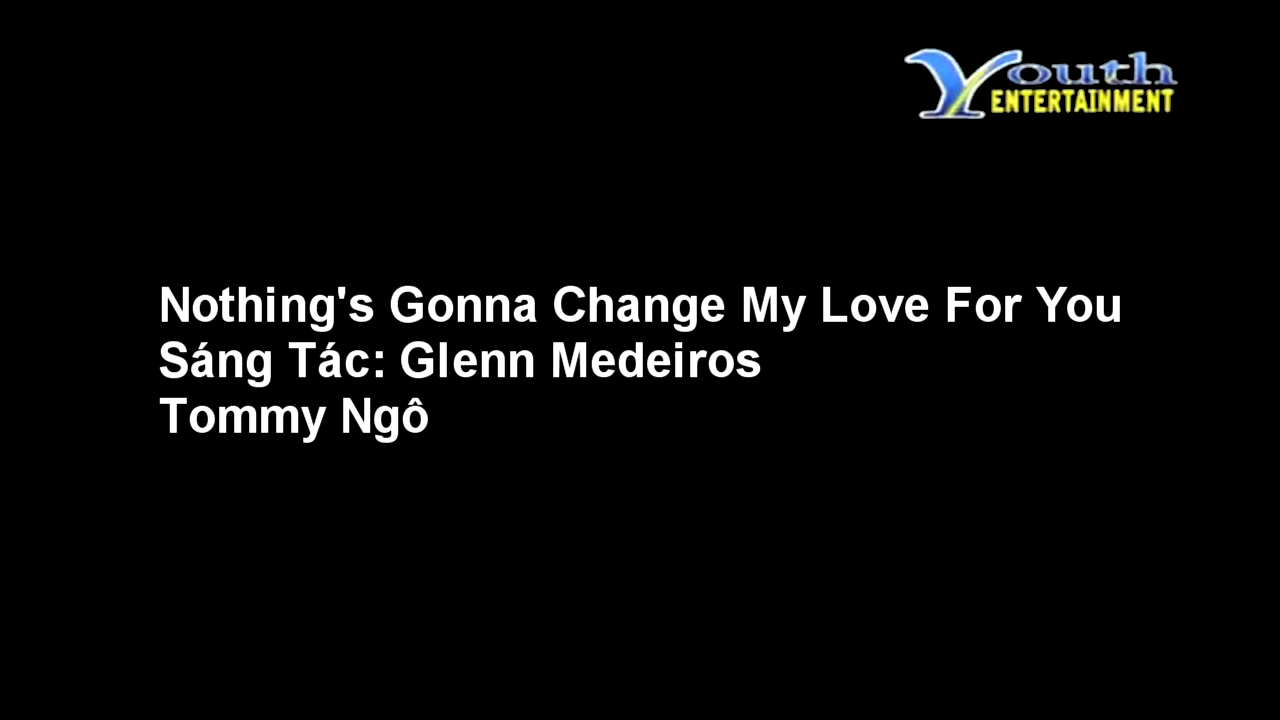 Youth
ENTERTAINMENT
Nothing's Gonna Change My Love For You
Sáng Tác: Glenn Medeiros
Tommy Ngô